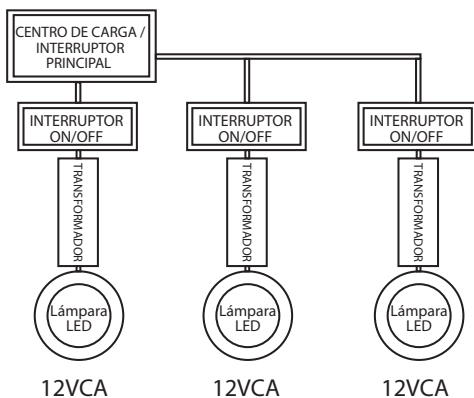 CENTRO DE CARGA /
INTERRUPTOR
PRINCIPAL
INTERRUPTOR
ON/OFF
INTERRUPTOR
ON/OFF
INTERRUPTOR
ON/OFF
TRANSFORMADOR
TRANSFORMADOR
TRANSFORMADOR
Lámpara
LED
Lámpara
LED
Lámpara
LED
12VCA
12VCA
12VCA